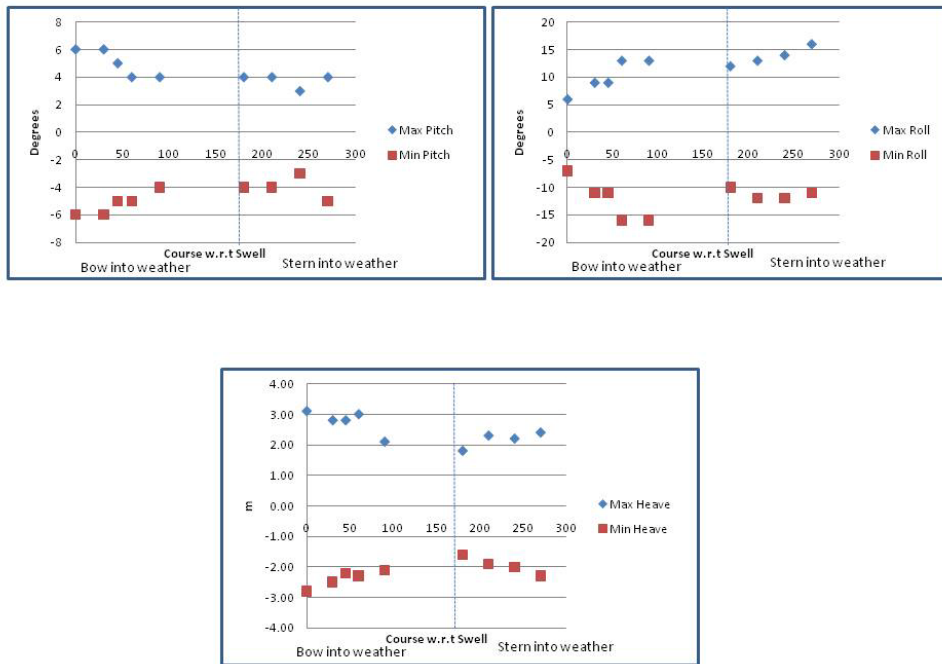 8
6
4
2
0
-2
-4
-6
-8
0 50 100 150 200 250 300
Degrees
Max Pitch
Min Pitch
Course w.r.t Swell
Bow into weather
Stern into weather
20
15
10
5
0
-5
-10
-15
-20
0 50 100 150 200 250 300
Degrees
Max Roll
Min Roll
Course w.r.t Swell
Bow into weather
Stern into weather
4.00
3.00
2.00
1.00
0.00
-1.00
-2.00
-3.00
-4.00
0 50 100 150 200 250 300
m
Max Heave
Min Heave
Course w.r.t Swell
Bow into weather
Stern into weather